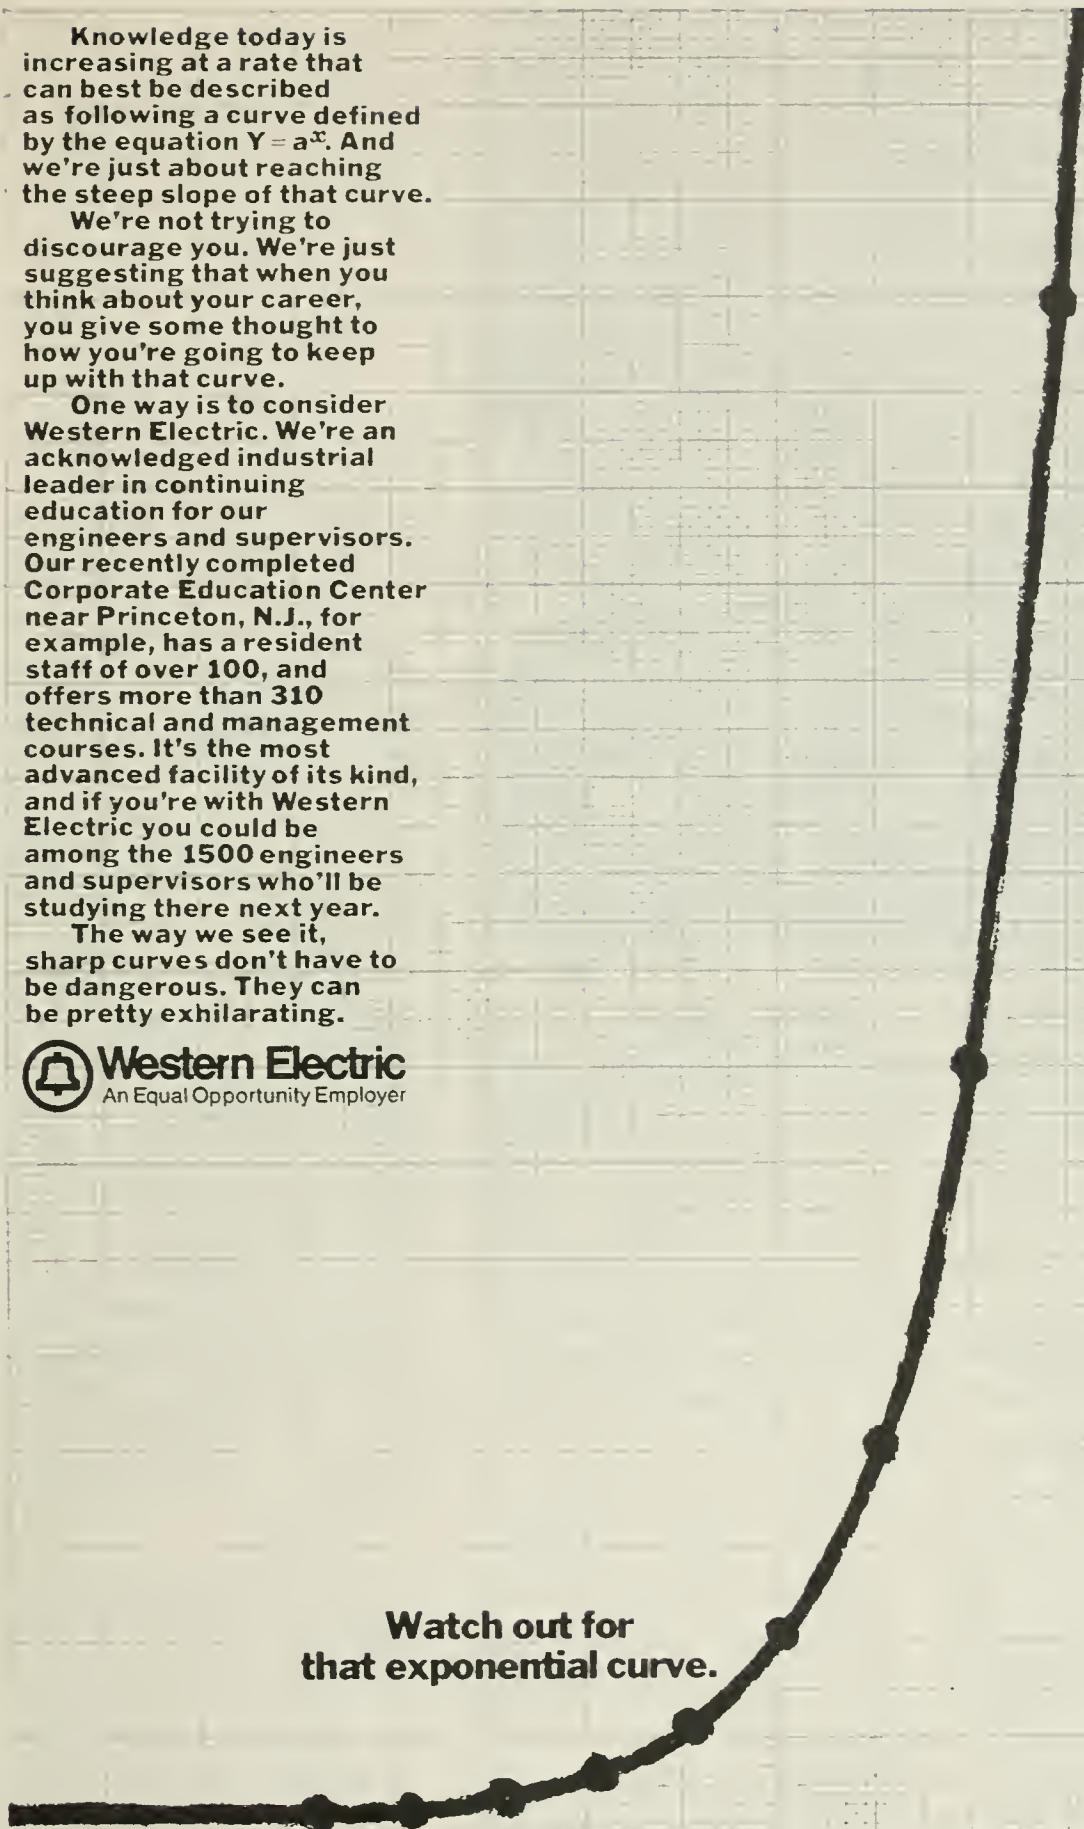 Knowledge today is
increasing at a rate that
can best be described
as following a curve defined
by the equation Y = aˣ. And
we're just about reaching
the steep slope of that curve.
We're not trying to
discourage you. We're just
suggesting that when you
think about your career,
you give some thought to
how you're going to keep
up with that curve.
One way is to consider
Western Electric. We're an
acknowledged industrial
leader in continuing
education for our
engineers and supervisors.
Our recently completed
Corporate Education Center
near Princeton, N.J., for
example, has a resident
staff of over 100, and
offers more than 310
technical and management
courses. It's the most
advanced facility of its kind,
and if you're with Western
Electric you could be
among the 1500 engineers
and supervisors who'll be
studying there next year.
The way we see it,
sharp curves don't have to
be dangerous. They can
be pretty exhilarating.
Western Electric
An Equal Opportunity Employer
Watch out for
that exponential curve.